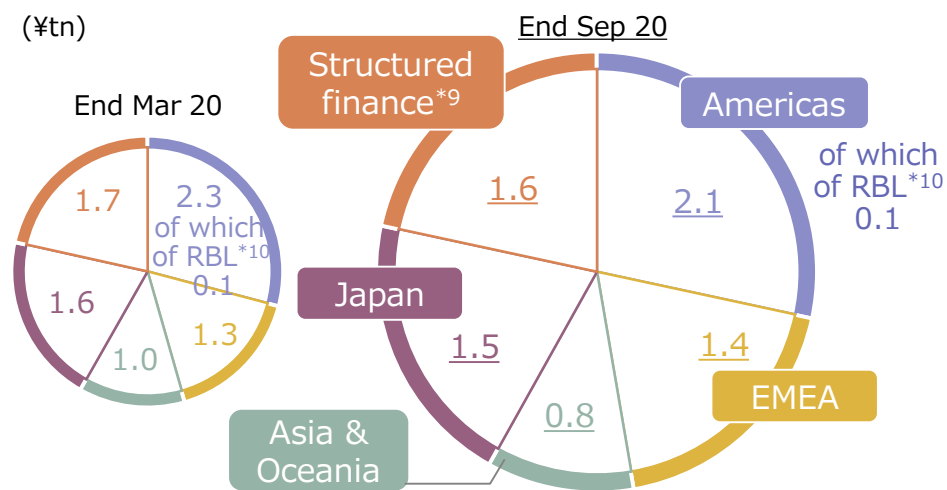 (¥tn)
End Mar 20
1.7
2.3
of which
of RBL*10
0.1
1.6
1.3
1.0
End Sep 20
Structured
finance*9
Americas
of which
of RBL*10
0.1
1.6
2.1
Japan
1.5
1.4
EMEA
0.8
Asia &
Oceania